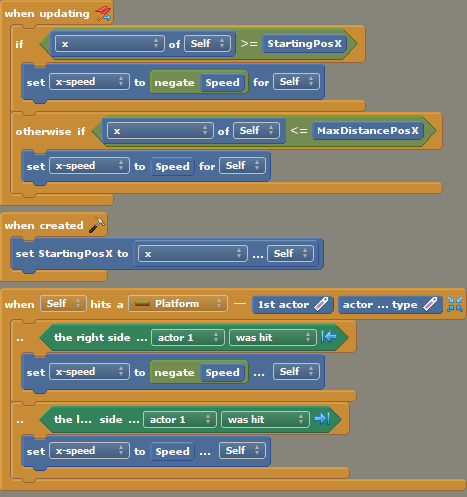 when updating
if x of Self >= StartingPosX
set x-speed to negate Speed for Self
otherwise if x of Self <= MaxDistancePosX
set x-speed to Speed for Self
when created
set StartingPosX to x ... Self
when Self hits a Platform — 1st actor actor ... type
.. the right side ... actor 1 was hit
set x-speed to negate Speed ... Self
.. the l... side ... actor 1 was hit
set x-speed to Speed ... Self